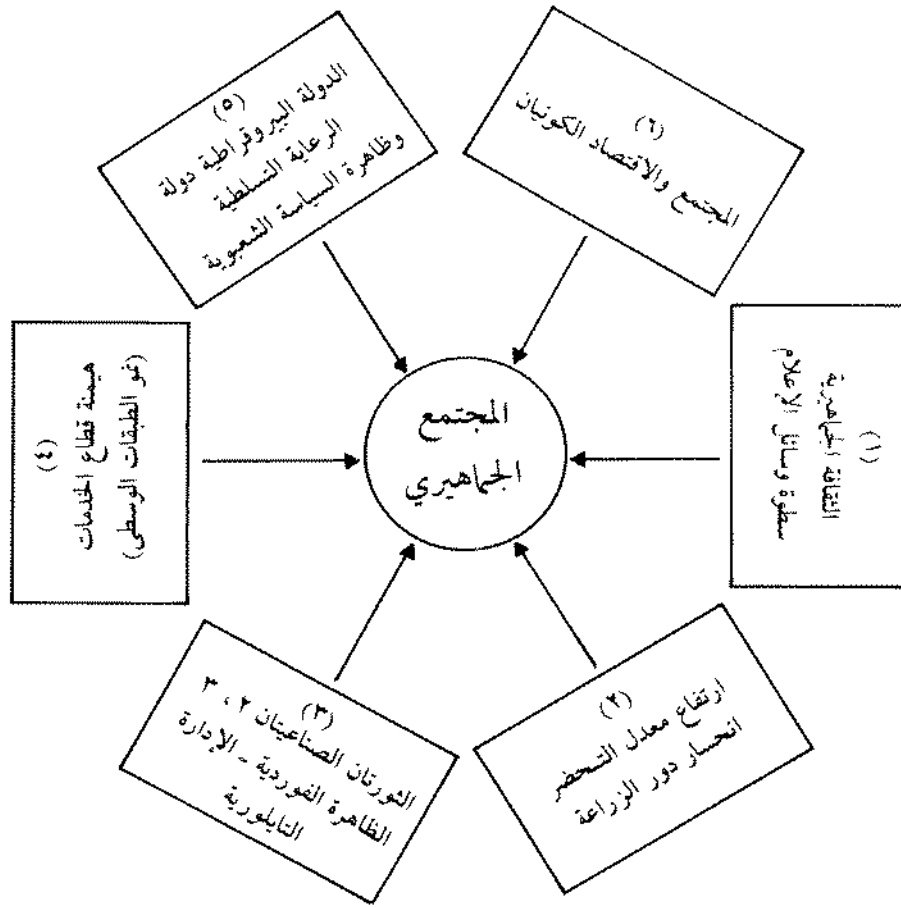 المجتمع
الجماهيري
(١)
الثقافة الجماهيرية
سطوة وسائل الإعلام
(٢)
ارتفاع معدل التحضر
انحسار دور الزراعة
(٣)
الثورتان الصناعيتان ٢ ، ٣
الظاهرة الفوردية - الإدارة
التايلورية
(٤)
هيمنة قطاع الخدمات
(نمو الطبقات الوسطى)
(٥)
الدولة البيروقراطية دولة
الرعاية التسلطية
وظاهرة السياسة الشعبوية
(٦)
المجتمع والاقتصاد الكونيان